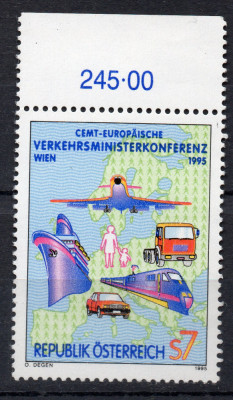 245·00
CEMT-EUROPÄISCHE
VERKEHRSMINISTERKONFERENZ
WIEN 1995
REPUBLIK ÖSTERREICH S7
O. DEGEN 1995